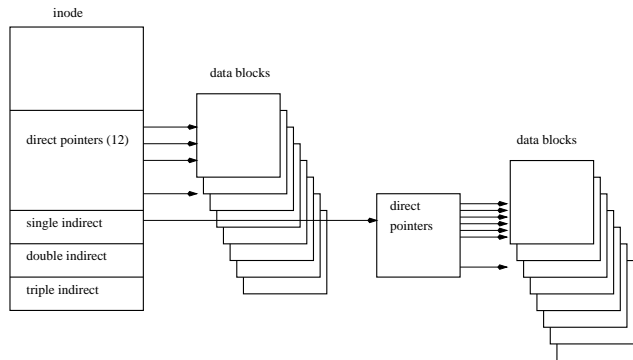 inode
data blocks
direct pointers (12)
data blocks
single indirect
direct
pointers
double indirect
triple indirect